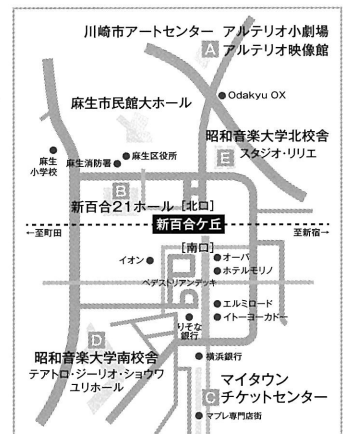 川崎市アートセンター アルテリオ小劇場
A アルテリオ映像館
Odakyu OX
麻生市民館大ホール
昭和音楽大学北校舎
E スタジオ・リリエ
麻生小学校
麻生区役所
麻生消防署
B
新百合21ホール [北口]
新百合ケ丘
←至町田
至新宿→
[南口]
イオン
オーパ
ホテルモリノ
ペデストリアンデッキ
エルミロード
イトーヨーカドー
りそな
銀行
D
昭和音楽大学南校舎
テアトロ・ジーリオ・ショウワ
ユリホール
横浜銀行
マイタウン
C チケットセンター
マプレ専門店街